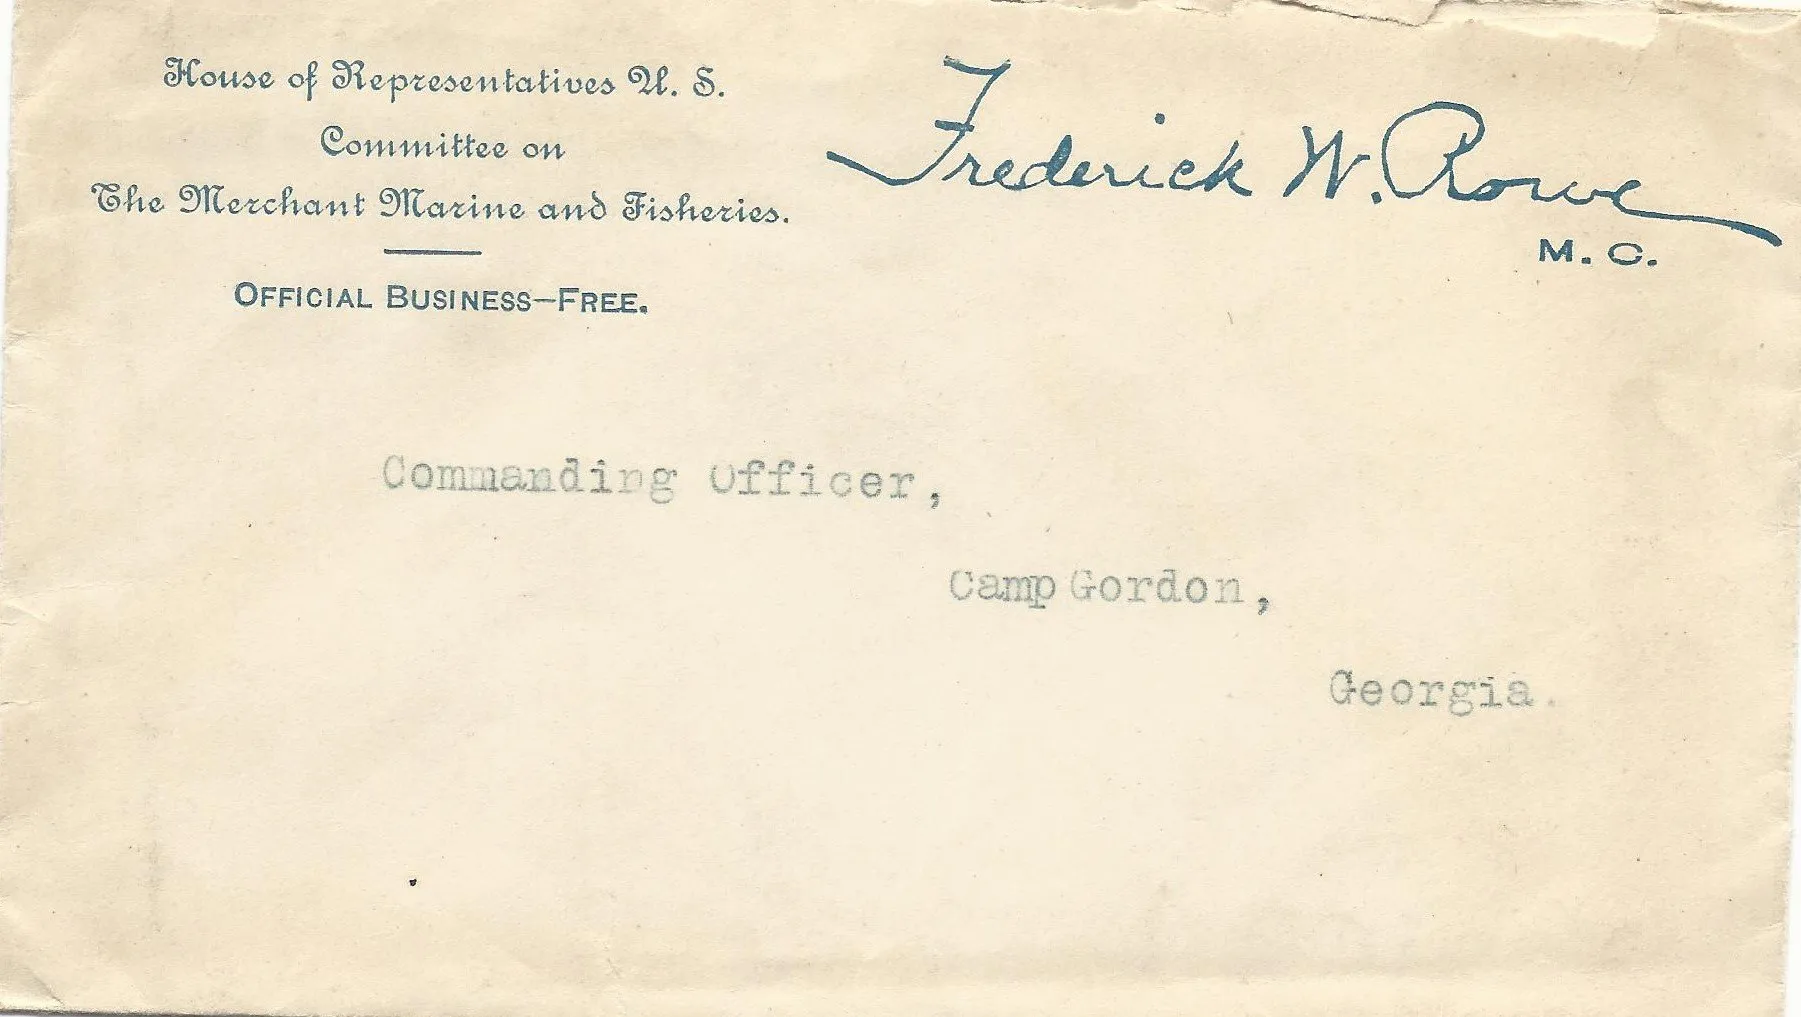 House of Representatives U. S.
Committee on
The Merchant Marine and Fisheries.
OFFICIAL BUSINESS—FREE.
Frederick W. Rowe
M. C.
Commanding Officer,
Camp Gordon,
Georgia.